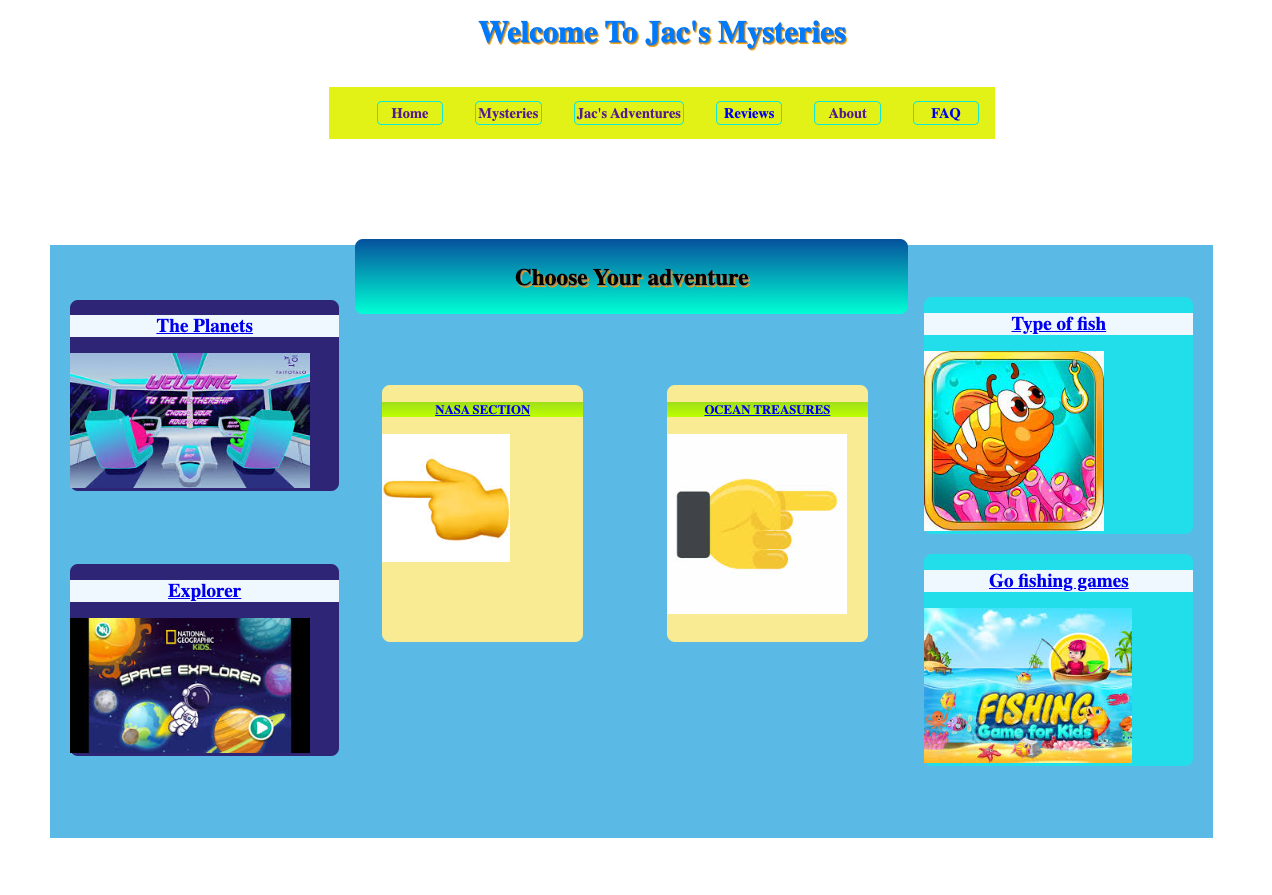 Welcome To Jac's Mysteries
Home Mysteries Jac's Adventures Reviews About FAQ
Choose Your adventure
The Planets
WELCOME
TO THE MOTHERSHIP
CHOOSE YOUR
ADVENTURE
Explorer
NATIONAL
GEOGRAPHIC
KiDS
SPACE EXPLORER
NASA SECTION
OCEAN TREASURES
Type of fish
Go fishing games
FISHING
Game for Kids